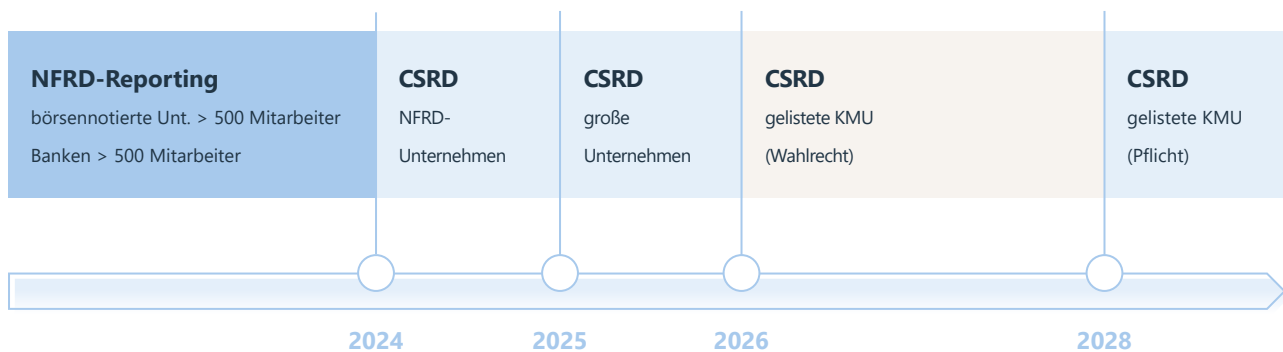 NFRD-Reporting
börsennotierte Unt. > 500 Mitarbeiter
Banken > 500 Mitarbeiter
CSRD
NFRD-
Unternehmen
CSRD
große
Unternehmen
CSRD
gelistete KMU
(Wahlrecht)
CSRD
gelistete KMU
(Pflicht)
2024
2025
2026
2028